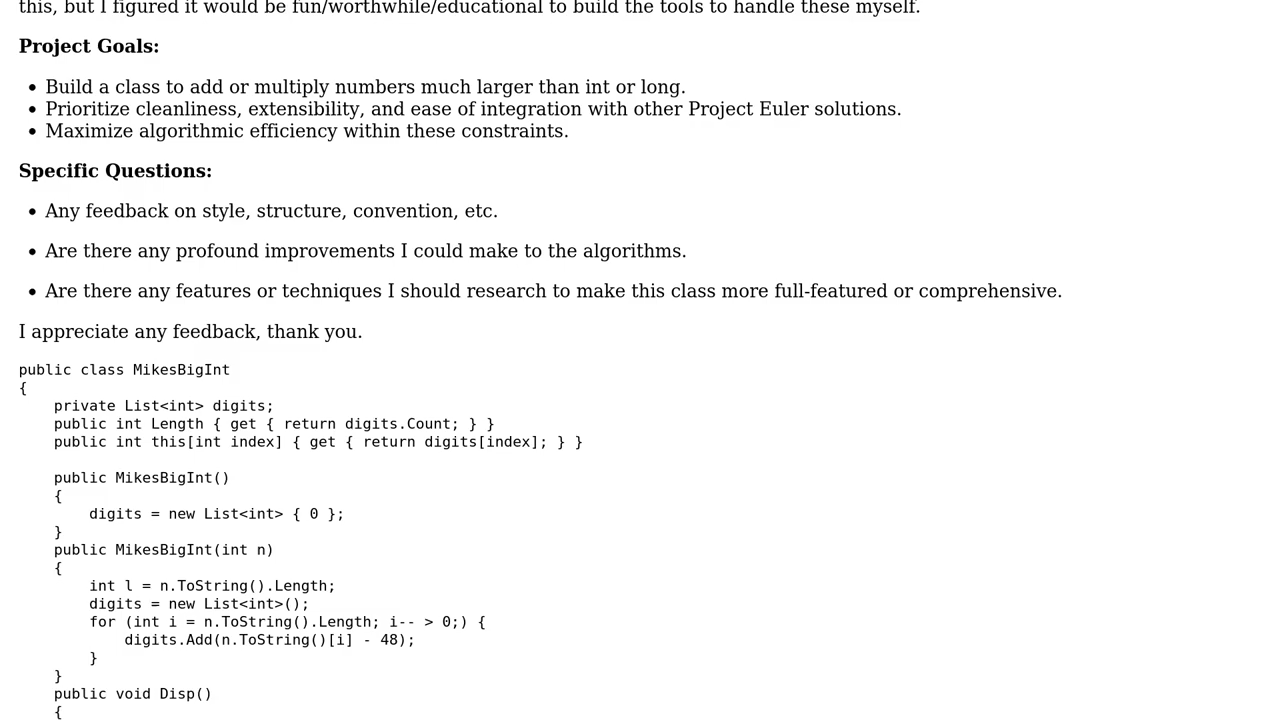 this, but I figured it would be fun/worthwhile/educational to build the tools to handle these myself.
Project Goals:
• Build a class to add or multiply numbers much larger than int or long.
• Prioritize cleanliness, extensibility, and ease of integration with other Project Euler solutions.
• Maximize algorithmic efficiency within these constraints.
Specific Questions:
• Any feedback on style, structure, convention, etc.
• Are there any profound improvements I could make to the algorithms.
• Are there any features or techniques I should research to make this class more full-featured or comprehensive.
I appreciate any feedback, thank you.
public class MikesBigInt
{
    private List<int> digits;
    public int Length { get { return digits.Count; } }
    public int this[int index] { get { return digits[index]; } }

    public MikesBigInt()
    {
        digits = new List<int> { 0 };
    }
    public MikesBigInt(int n)
    {
        int l = n.ToString().Length;
        digits = new List<int>();
        for (int i = n.ToString().Length; i-- > 0;) {
            digits.Add(n.ToString()[i] - 48);
        }
    }
    public void Disp()
    {